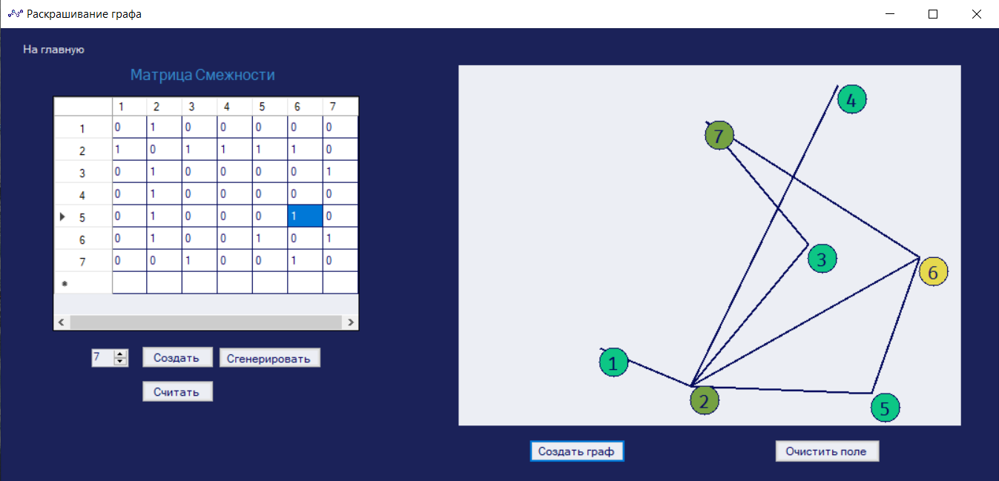 Раскрашивание графа
На главную
Матрица Смежности
1 2 3 4 5 6 7
1 0 1 0 0 0 0 0
2 1 0 1 1 1 1 0
3 0 1 0 0 0 0 1
4 0 1 0 0 0 0 0
5 0 1 0 0 0 1 0
6 0 1 0 0 1 0 1
7 0 0 1 0 0 1 0
7 Создать Сгенерировать
Считать
4
7
3
6
1
2
5
Создать граф Очистить поле